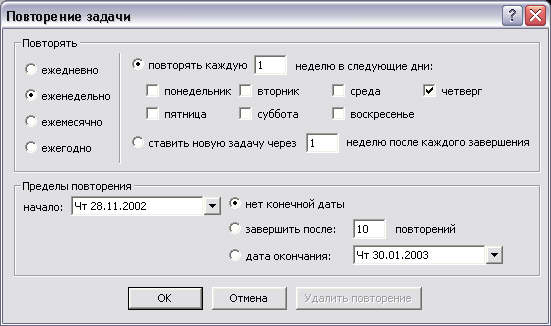 Повторение задачи
Повторять
ежедневно
еженедельно
ежемесячно
ежегодно
повторять каждую 1 неделю в следующие дни:
понедельник вторник среда четверг
пятница суббота воскресенье
ставить новую задачу через 1 неделю после каждого завершения
Пределы повторения
начало: Чт 28.11.2002
нет конечной даты
завершить после: 10 повторений
дата окончания: Чт 30.01.2003
OK Отмена Удалить повторение